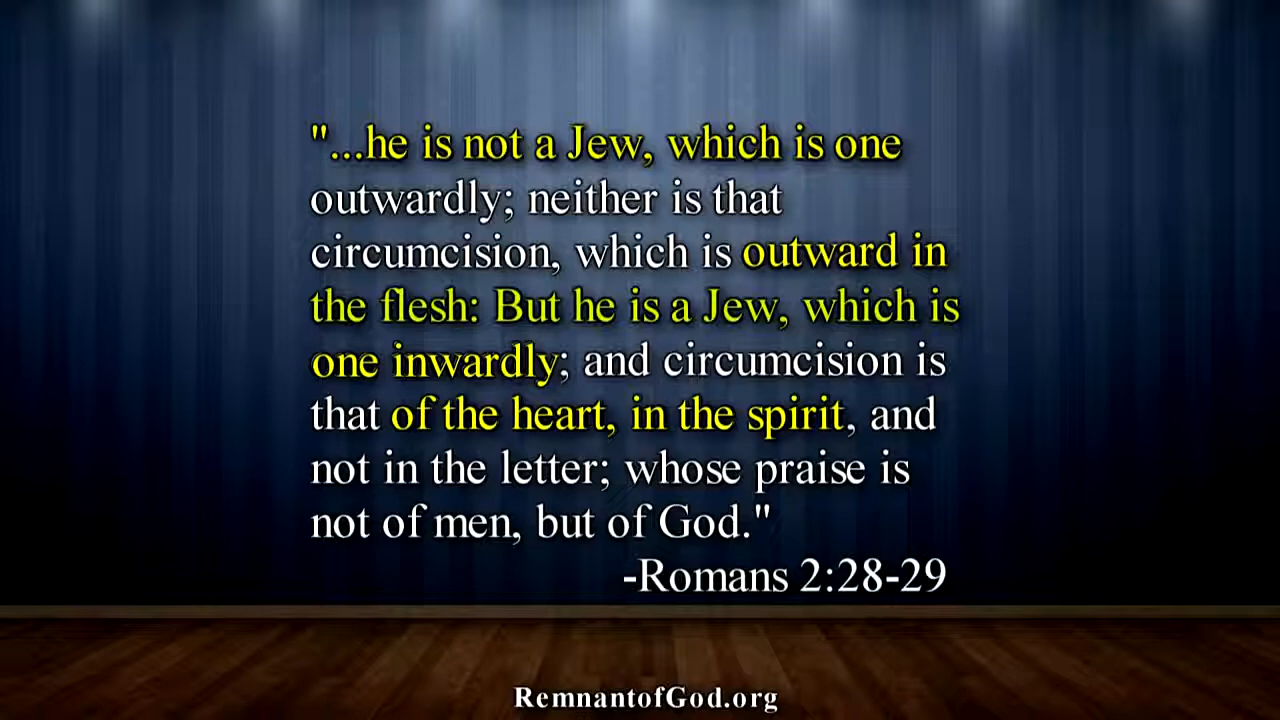 "...he is not a Jew, which is one
outwardly; neither is that
circumcision, which is outward in
the flesh: But he is a Jew, which is
one inwardly; and circumcision is
that of the heart, in the spirit, and
not in the letter; whose praise is
not of men, but of God."
-Romans 2:28-29
RemnantofGod.org